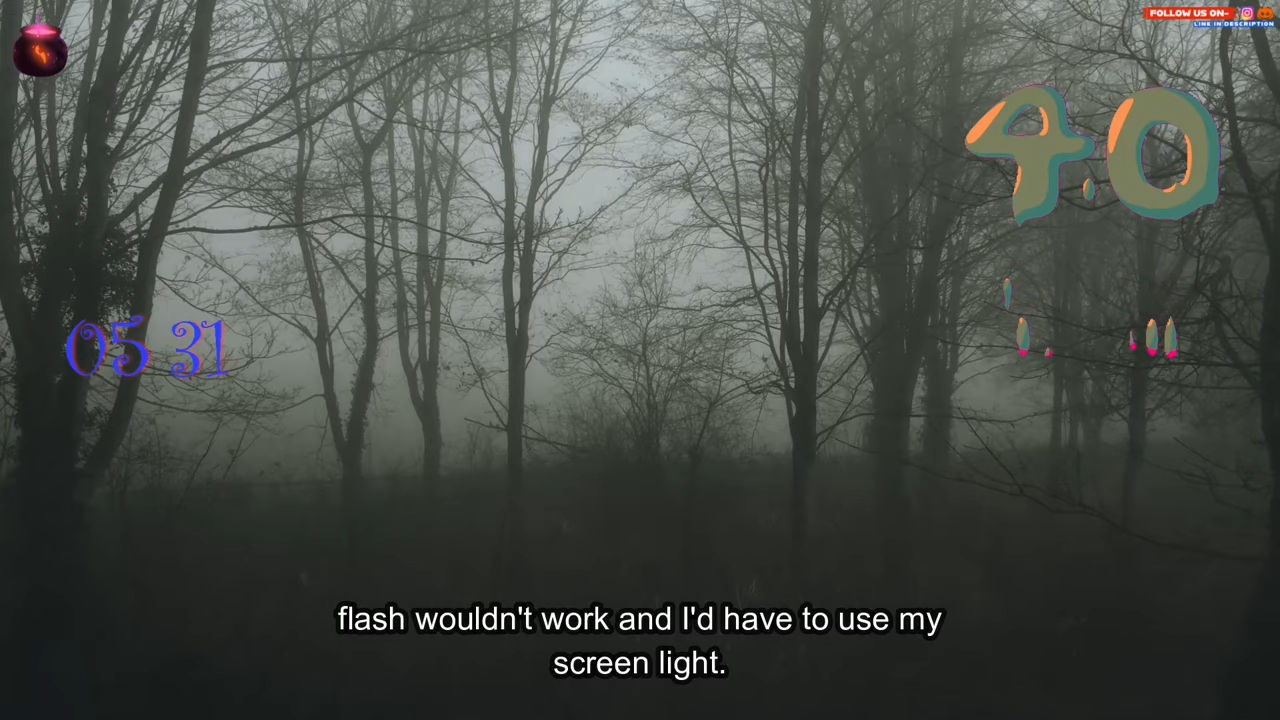 FOLLOW US ON-
LINK IN DESCRIPTION
4.0
05 31
flash wouldn't work and I'd have to use my
screen light.